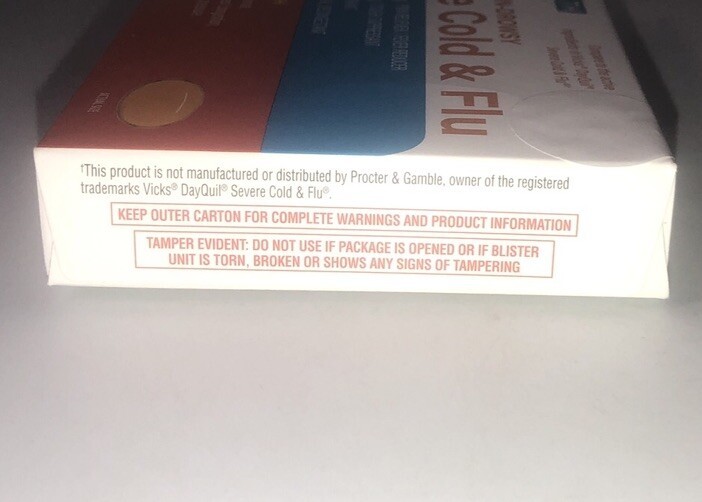 N-DROWSY
e Cold & Flu
†This product is not manufactured or distributed by Procter & Gamble, owner of the registered
trademarks Vicks® DayQuil® Severe Cold & Flu®.
KEEP OUTER CARTON FOR COMPLETE WARNINGS AND PRODUCT INFORMATION
TAMPER EVIDENT: DO NOT USE IF PACKAGE IS OPENED OR IF BLISTER
UNIT IS TORN, BROKEN OR SHOWS ANY SIGNS OF TAMPERING